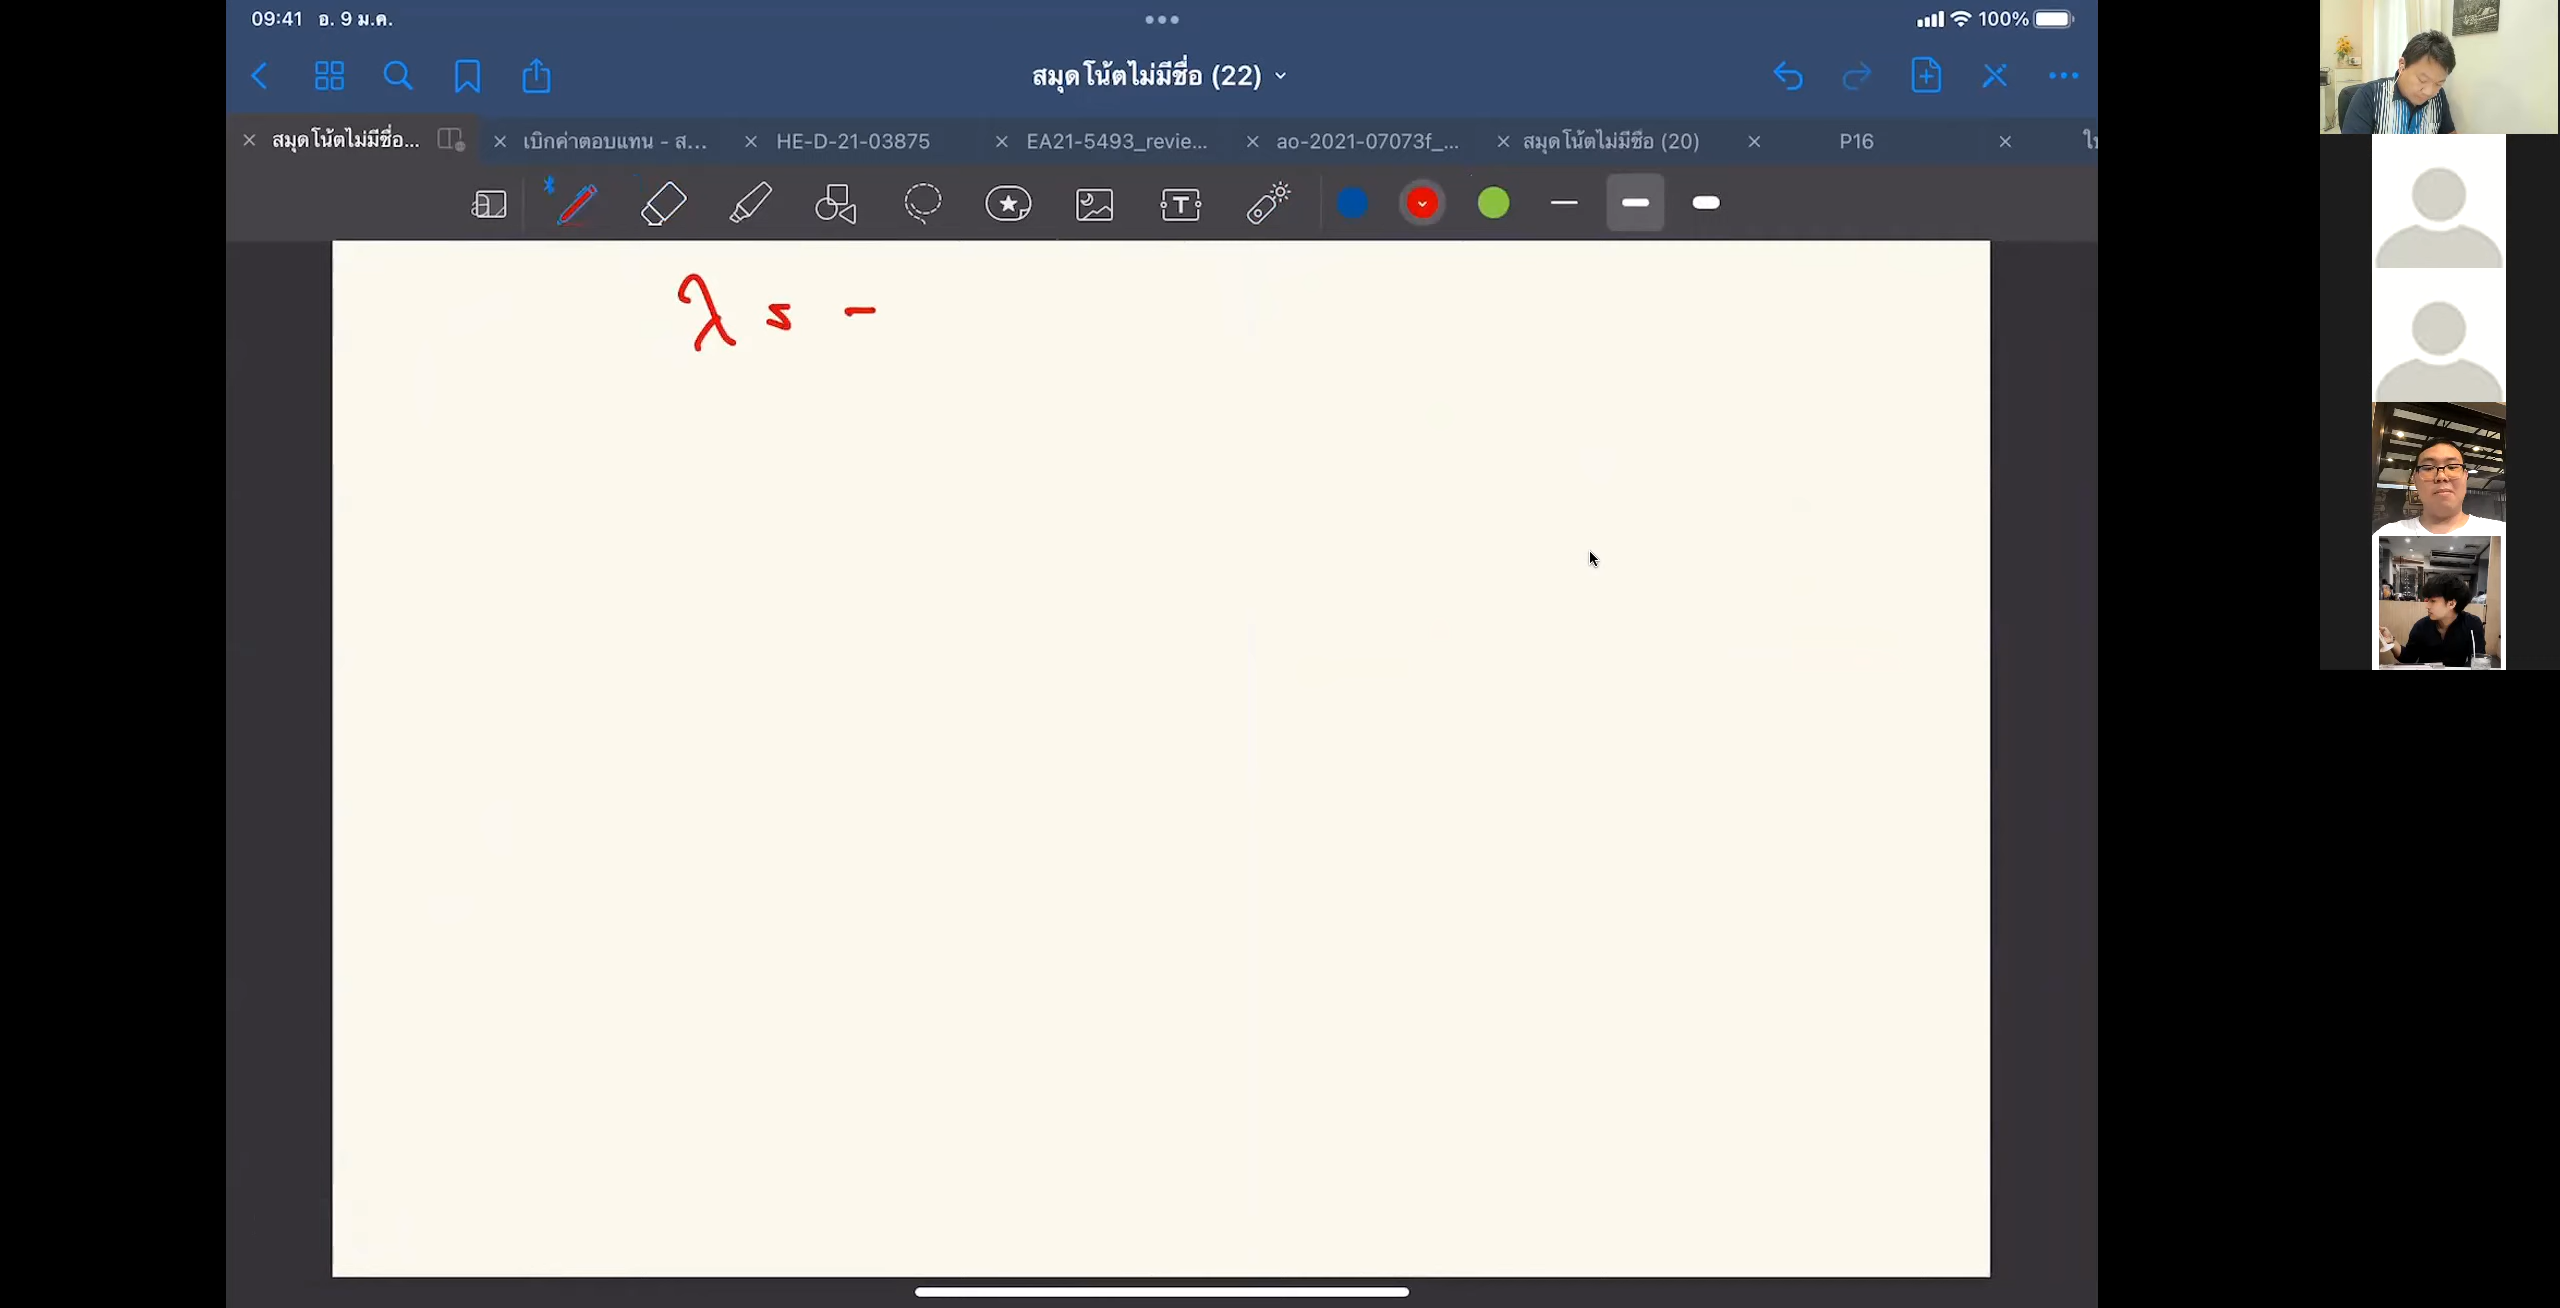 09:41 อ. 9 ม.ค. 100%
สมุดโน้ตไม่มีชื่อ (22)
สมุดโน้ตไม่มีชื่อ... เบิกค่าตอบแทน - ส... HE-D-21-03875 EA21-5493_revie... ao-2021-07073f_... สมุดโน้ตไม่มีชื่อ (20) P16
λ = -